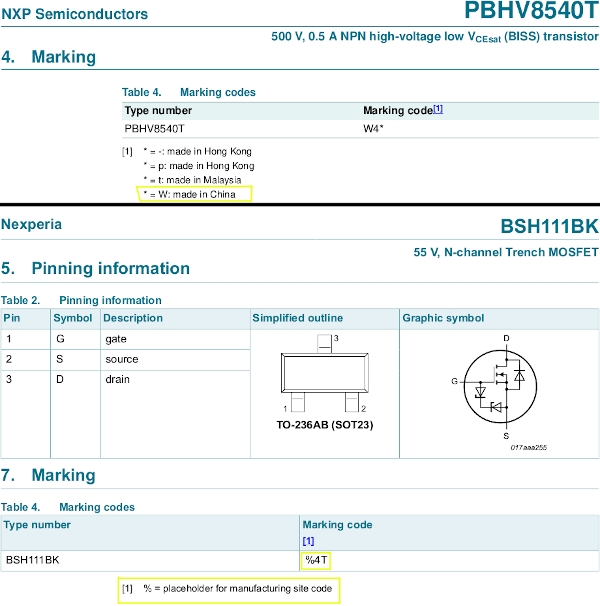 NXP Semiconductors
PBHV8540T
500 V, 0.5 A NPN high-voltage low VCEsat (BISS) transistor
4. Marking
Table 4. Marking codes
Type number Marking code[1]
PBHV8540T W4*
[1] * = -: made in Hong Kong
* = p: made in Hong Kong
* = t: made in Malaysia
* = W: made in China
Nexperia
BSH111BK
55 V, N-channel Trench MOSFET
5. Pinning information
Table 2. Pinning information
Pin Symbol Description Simplified outline Graphic symbol
1 G gate
2 S source
3 D drain
3
1 2
TO-236AB (SOT23)
D
G
S
017aaa255
7. Marking
Table 4. Marking codes
Type number Marking code
[1]
BSH111BK %4T
[1] % = placeholder for manufacturing site code